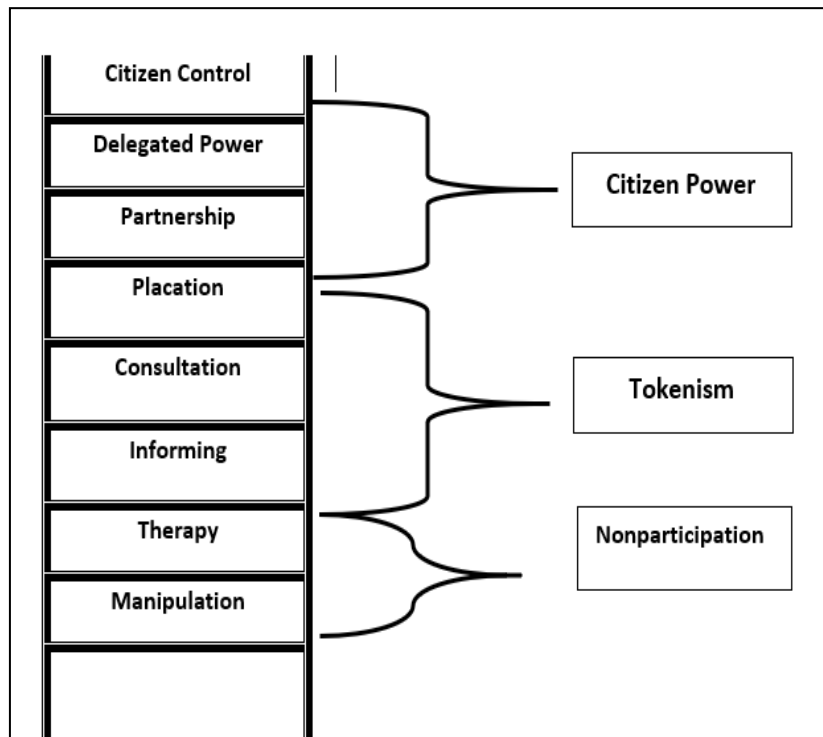 Citizen Control
Delegated Power
Partnership
Placation
Consultation
Informing
Therapy
Manipulation
Citizen Power
Tokenism
Nonparticipation